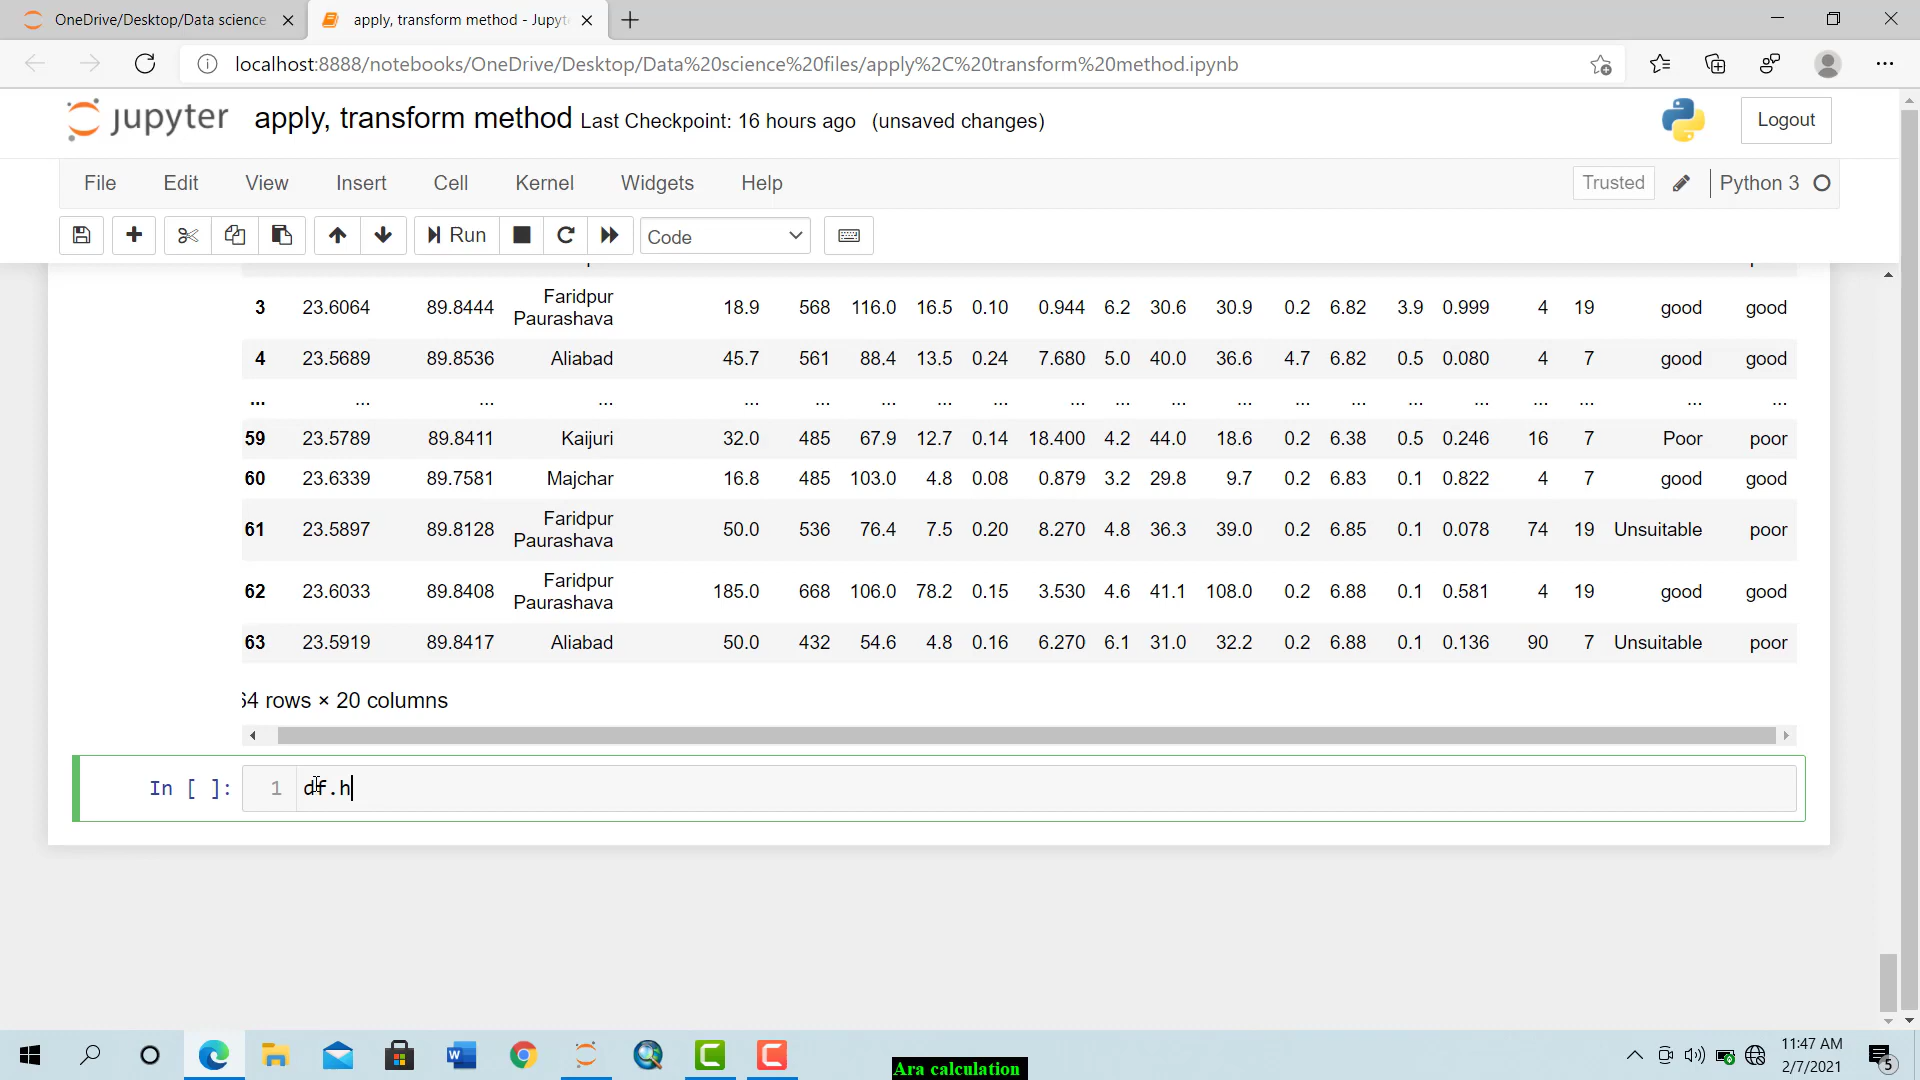 OneDrive/Desktop/Data science
apply, transform method - Jupyt
localhost:8888/notebooks/OneDrive/Desktop/Data%20science%20files/apply%2C%20transform%20method.ipynb
jupyter apply, transform method Last Checkpoint: 16 hours ago (unsaved changes)
Logout
File Edit View Insert Cell Kernel Widgets Help Trusted Python 3
Run Code
3 23.6064 89.8444 Faridpur Paurashava 18.9 568 116.0 16.5 0.10 0.944 6.2 30.6 30.9 0.2 6.82 3.9 0.999 4 19 good good
4 23.5689 89.8536 Aliabad 45.7 561 88.4 13.5 0.24 7.680 5.0 40.0 36.6 4.7 6.82 0.5 0.080 4 7 good good
... ... ... ... ... ... ... ... ... ... ... ... ... ... ... ... ... ... ... ... ...
59 23.5789 89.8411 Kaijuri 32.0 485 67.9 12.7 0.14 18.400 4.2 44.0 18.6 0.2 6.38 0.5 0.246 16 7 Poor poor
60 23.6339 89.7581 Majchar 16.8 485 103.0 4.8 0.08 0.879 3.2 29.8 9.7 0.2 6.83 0.1 0.822 4 7 good good
61 23.5897 89.8128 Faridpur Paurashava 50.0 536 76.4 7.5 0.20 8.270 4.8 36.3 39.0 0.2 6.85 0.1 0.078 74 19 Unsuitable poor
62 23.6033 89.8408 Faridpur Paurashava 185.0 668 106.0 78.2 0.15 3.530 4.6 41.1 108.0 0.2 6.88 0.1 0.581 4 19 good good
63 23.5919 89.8417 Aliabad 50.0 432 54.6 4.8 0.16 6.270 6.1 31.0 32.2 0.2 6.88 0.1 0.136 90 7 Unsuitable poor
64 rows × 20 columns
In [ ]: 1 df.h
Ara calculation
11:47 AM
2/7/2021
5